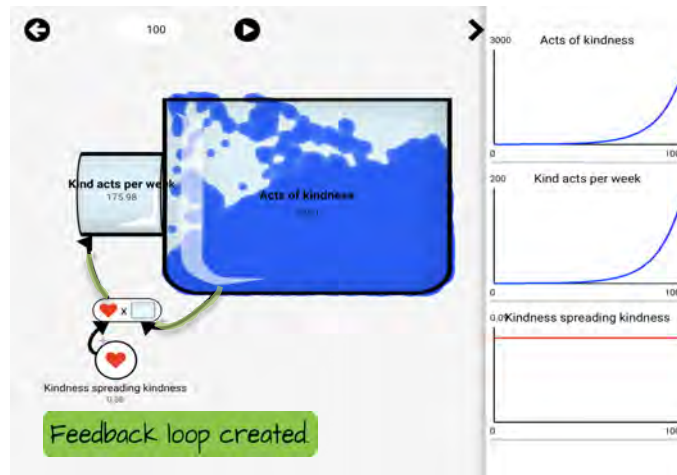 100
Kind acts per week
175.98
Acts of kindness
x
Kindness spreading kindness
0.08
Feedback loop created.
3000
Acts of kindness
0
100
200
Kind acts per week
0
100
Kindness spreading kindness
0
100